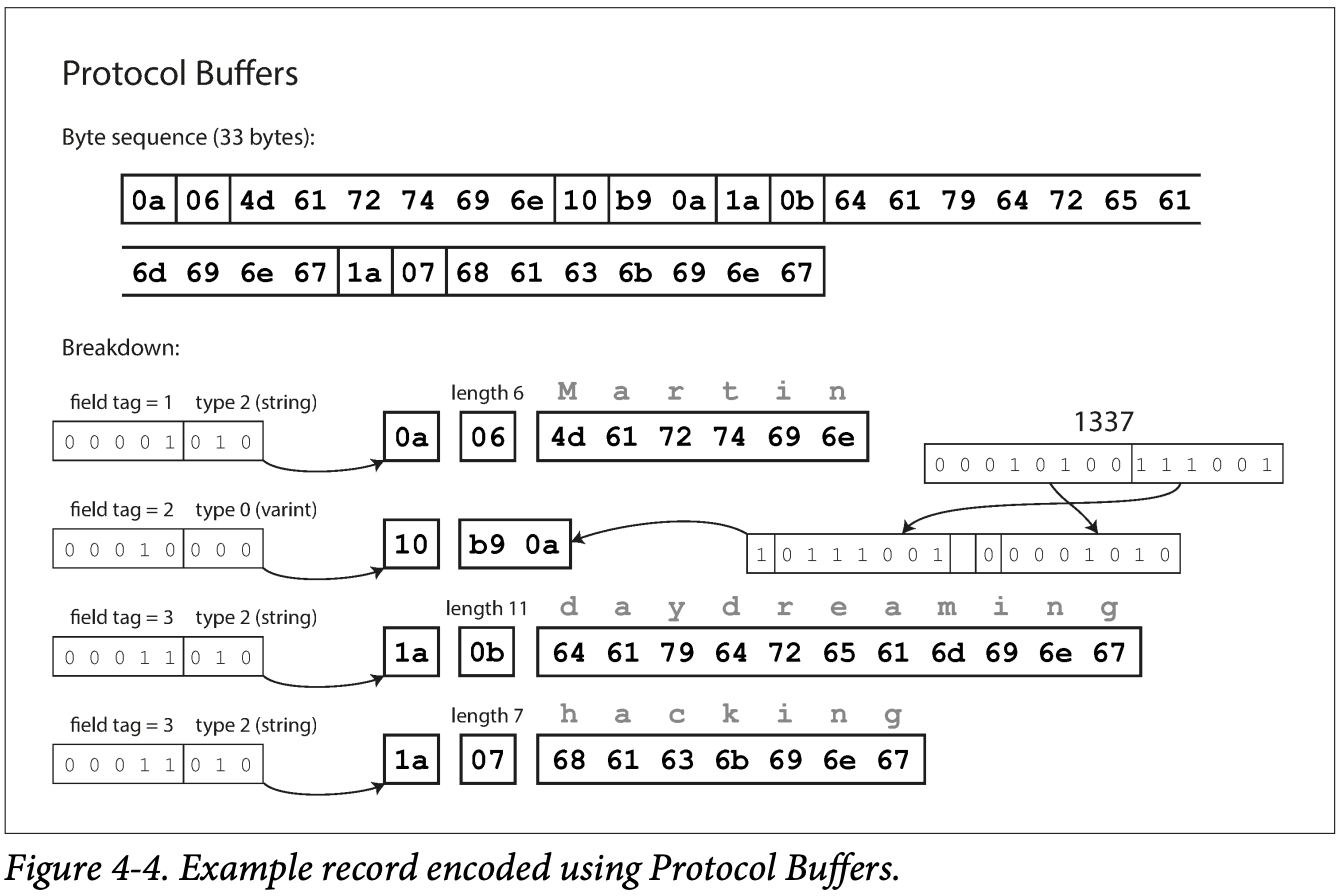 Protocol Buffers
Byte sequence (33 bytes):
0a 06 4d 61 72 74 69 6e 10 b9 0a 1a 0b 64 61 79 64 72 65 61
6d 69 6e 67 1a 07 68 61 63 6b 69 6e 67
Breakdown:
length 6 M a r t i n
field tag = 1 type 2 (string)
0 0 0 0 1 0 1 0 0a 06 4d 61 72 74 69 6e
1337
0 0 0 1 0 1 0 0 1 1 1 0 0 1
field tag = 2 type 0 (varint)
0 0 0 1 0 0 0 0 10 b9 0a 1 0 1 1 1 0 0 1 0 0 0 0 1 0 1 0
length 11 d a y d r e a m i n g
field tag = 3 type 2 (string)
0 0 0 1 1 0 1 0 1a 0b 64 61 79 64 72 65 61 6d 69 6e 67
length 7 h a c k i n g
field tag = 3 type 2 (string)
0 0 0 1 1 0 1 0 1a 07 68 61 63 6b 69 6e 67
Figure 4-4. Example record encoded using Protocol Buffers.